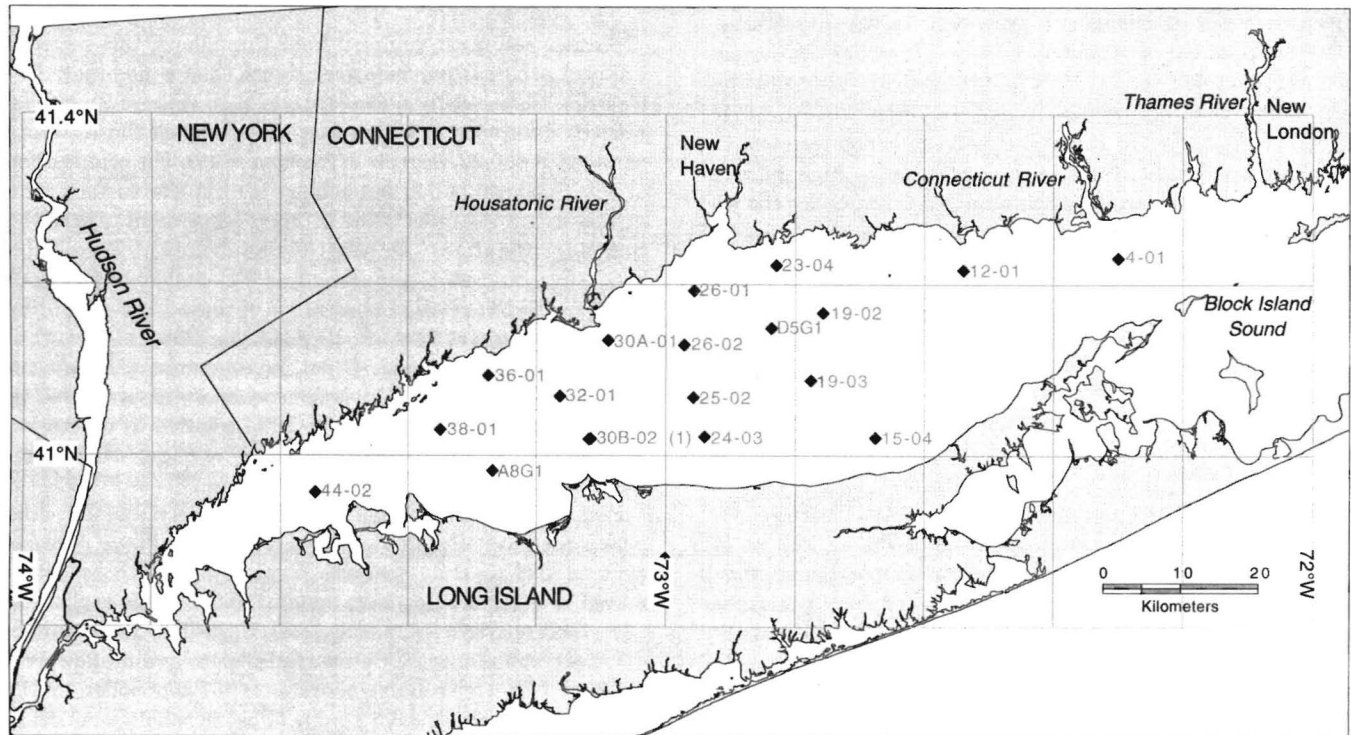 Thames River
New
London
41.4°N
NEW YORK
CONNECTICUT
New
Haven
Connecticut River
Housatonic River
Hudson River
23-04
12-01
4-01
26-01
Block Island
Sound
19-02
D5G1
30A-01
26-02
36-01
19-03
32-01
25-02
38-01
30B-02 (1)
24-03
15-04
41°N
A8G1
44-02
74°W
73°W
72°W
LONG ISLAND
0 10 20
Kilometers